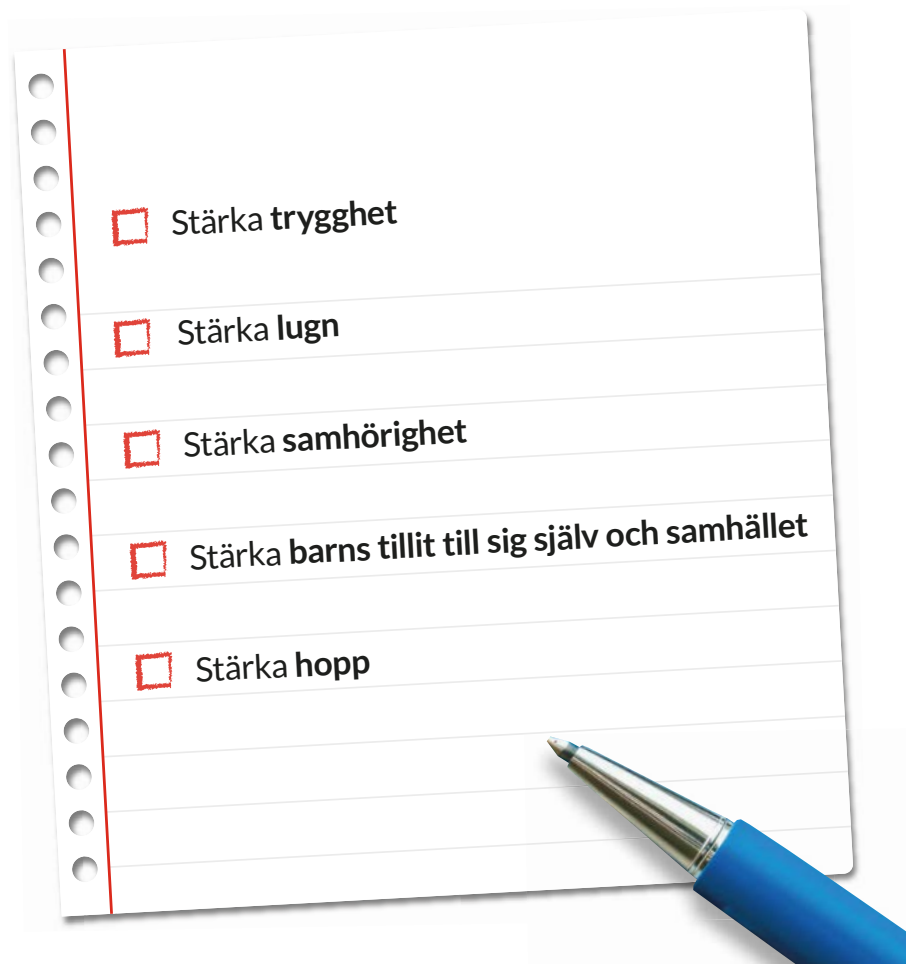 Stärka trygghet
Stärka lugn
Stärka samhörighet
Stärka barns tillit till sig själv och samhället
Stärka hopp